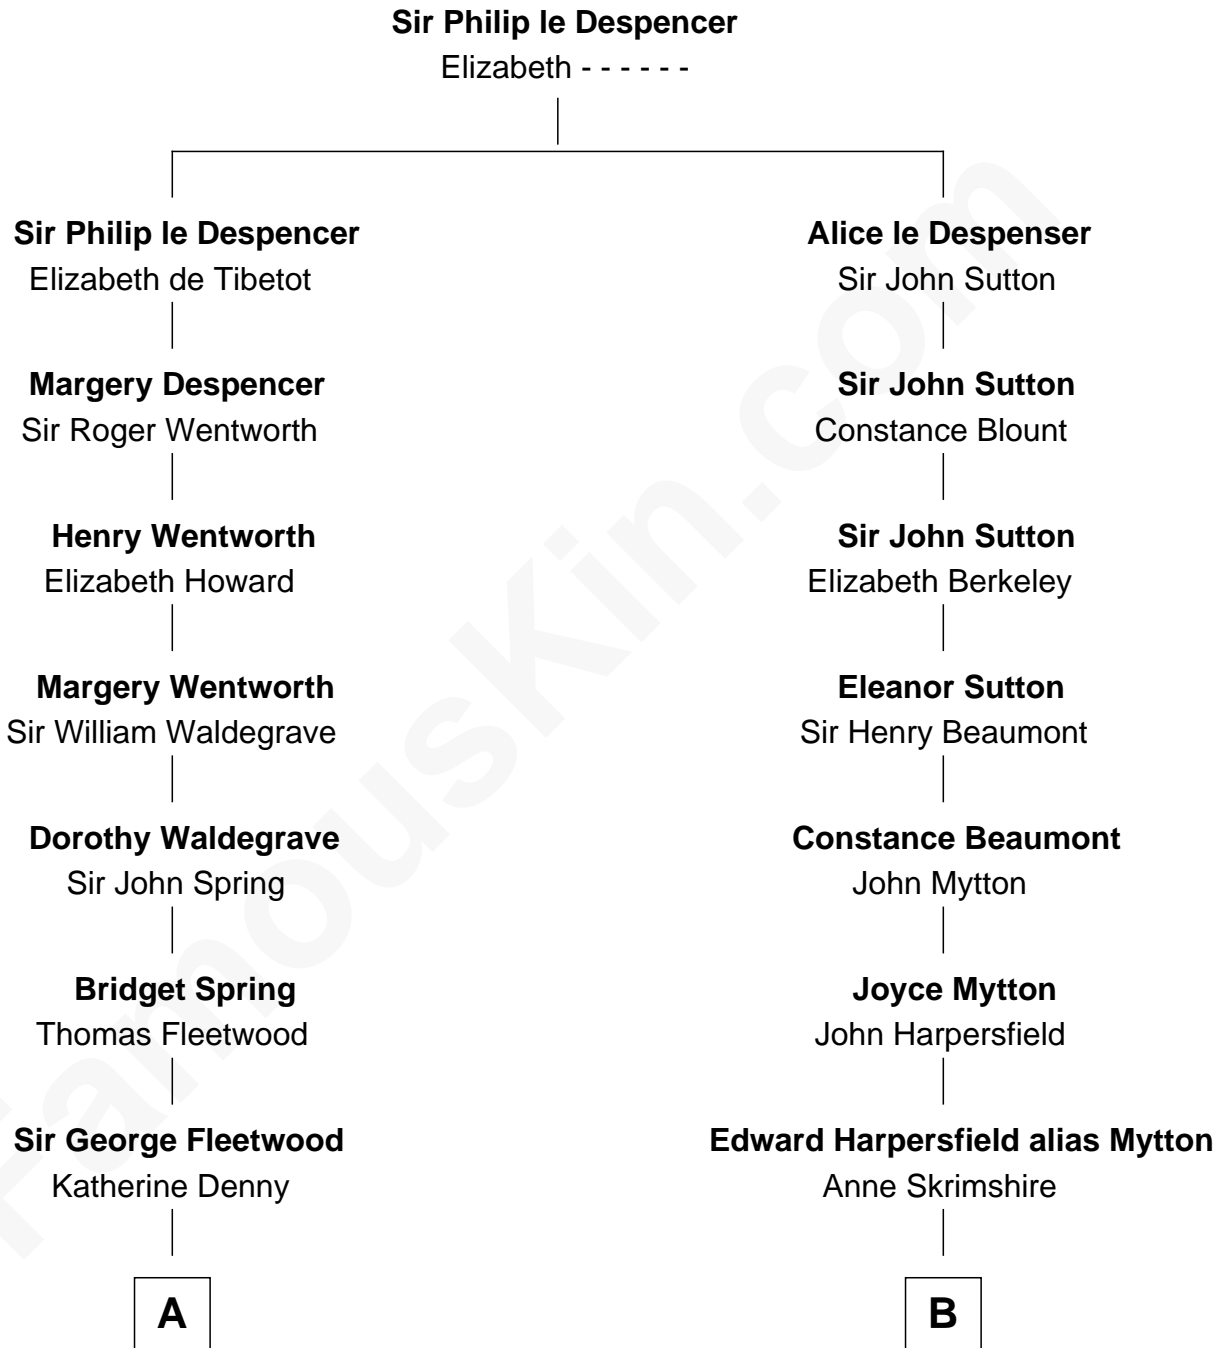 Sir Philip le Despencer
Elizabeth - - - - - -
Sir Philip le Despencer
Elizabeth de Tibetot
Alice le Despenser
Sir John Sutton
Margery Despencer
Sir Roger Wentworth
Sir John Sutton
Constance Blount
Henry Wentworth
Elizabeth Howard
Sir John Sutton
Elizabeth Berkeley
Margery Wentworth
Sir William Waldegrave
Eleanor Sutton
Sir Henry Beaumont
Dorothy Waldegrave
Sir John Spring
Constance Beaumont
John Mytton
Bridget Spring
Thomas Fleetwood
Joyce Mytton
John Harpersfield
Sir George Fleetwood
Katherine Denny
Edward Harpersfield alias Mytton
Anne Skrimshire
A
B
FamousKin.com